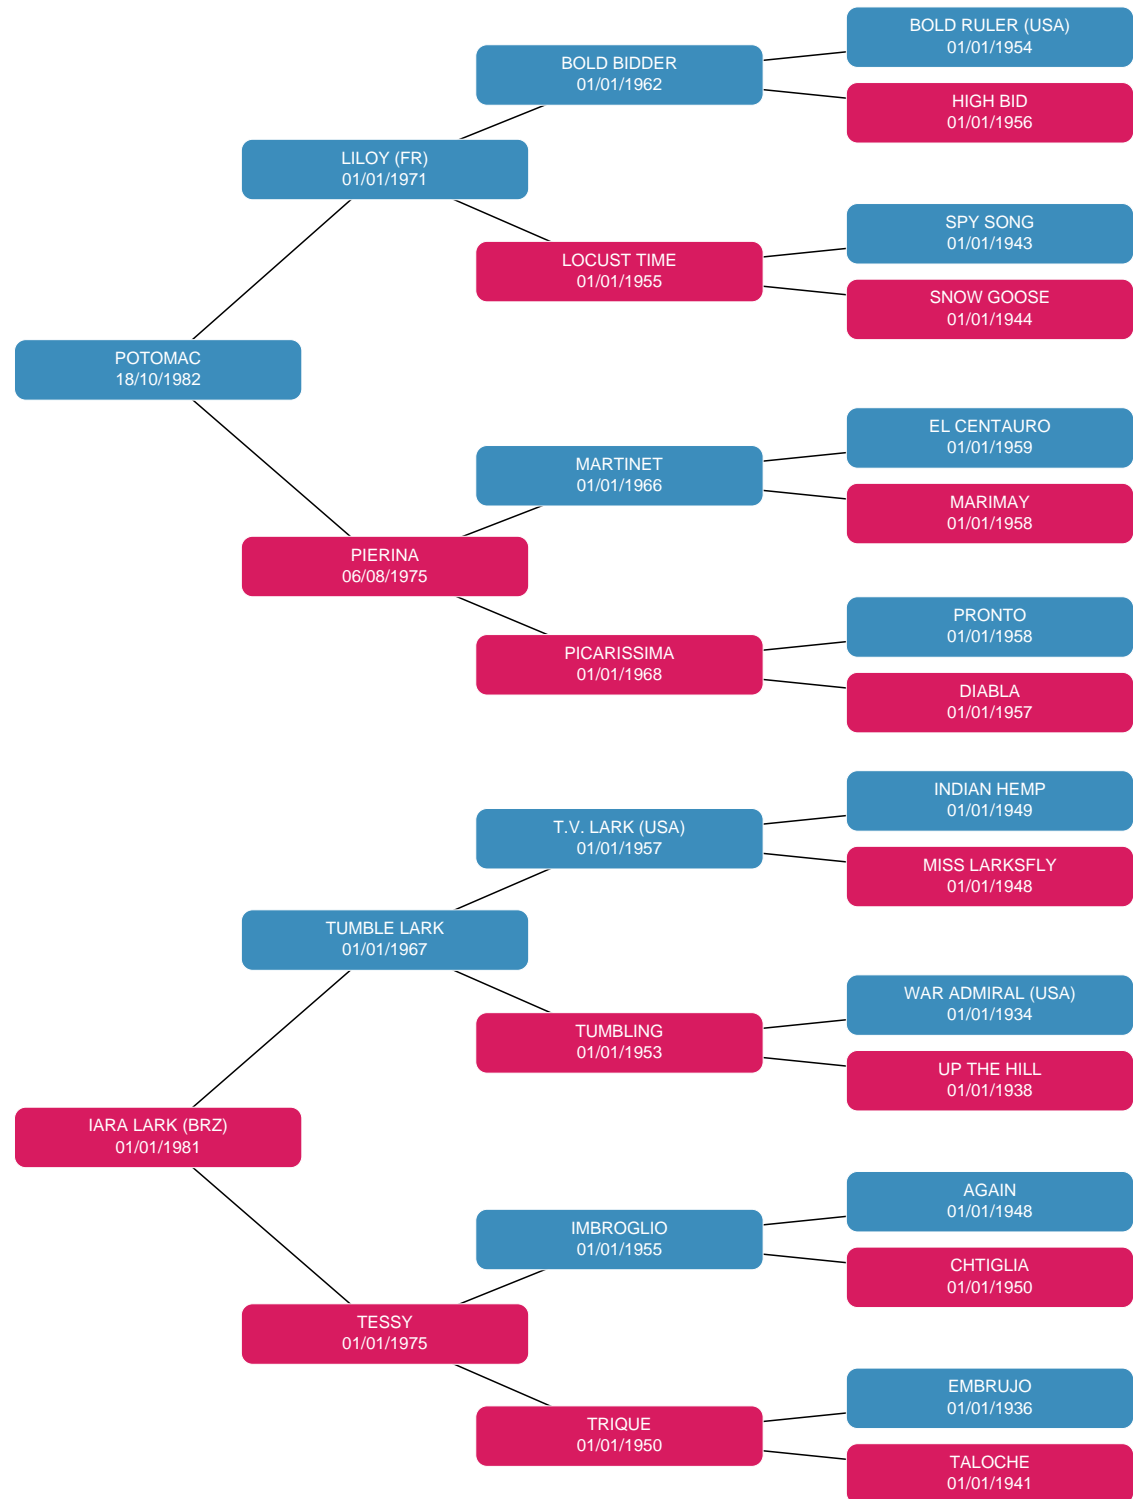 BOLD RULER (USA)
01/01/1954
BOLD BIDDER
01/01/1962
HIGH BID
01/01/1956
LILOY (FR)
01/01/1971
SPY SONG
01/01/1943
LOCUST TIME
01/01/1955
SNOW GOOSE
01/01/1944
POTOMAC
18/10/1982
EL CENTAURO
01/01/1959
MARTINET
01/01/1966
MARIMAY
01/01/1958
PIERINA
06/08/1975
PRONTO
01/01/1958
PICARISSIMA
01/01/1968
DIABLA
01/01/1957
INDIAN HEMP
01/01/1949
T.V. LARK (USA)
01/01/1957
MISS LARKSFLY
01/01/1948
TUMBLE LARK
01/01/1967
WAR ADMIRAL (USA)
01/01/1934
TUMBLING
01/01/1953
UP THE HILL
01/01/1938
IARA LARK (BRZ)
01/01/1981
AGAIN
01/01/1948
IMBROGLIO
01/01/1955
CHTIGLIA
01/01/1950
TESSY
01/01/1975
EMBRUJO
01/01/1936
TRIQUE
01/01/1950
TALOCHE
01/01/1941